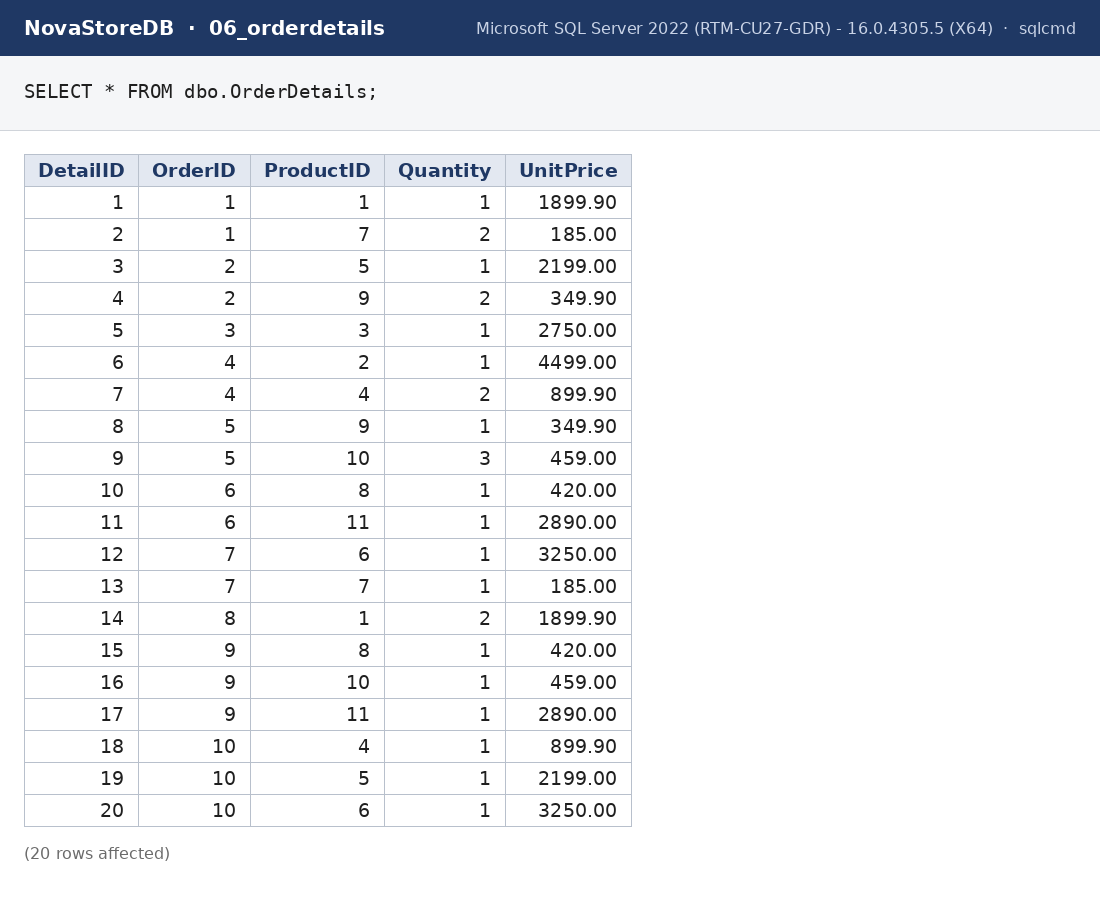 NovaStoreDB · 06_orderdetails Microsoft SQL Server 2022 (RTM-CU27-GDR) - 16.0.4305.5 (X64) · sqlcmd
SELECT * FROM dbo.OrderDetails;
DetailID OrderID ProductID Quantity UnitPrice
1 1 1 1 1899.90
2 1 7 2 185.00
3 2 5 1 2199.00
4 2 9 2 349.90
5 3 3 1 2750.00
6 4 2 1 4499.00
7 4 4 2 899.90
8 5 9 1 349.90
9 5 10 3 459.00
10 6 8 1 420.00
11 6 11 1 2890.00
12 7 6 1 3250.00
13 7 7 1 185.00
14 8 1 2 1899.90
15 9 8 1 420.00
16 9 10 1 459.00
17 9 11 1 2890.00
18 10 4 1 899.90
19 10 5 1 2199.00
20 10 6 1 3250.00
(20 rows affected)